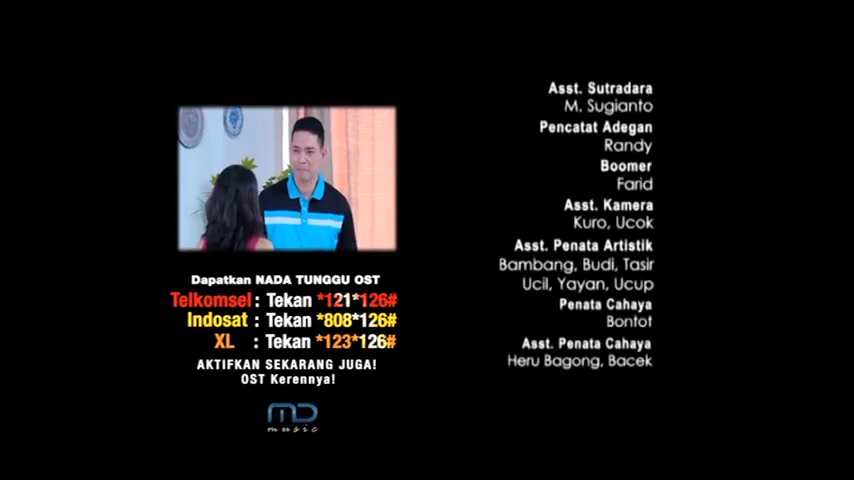 Asst. Sutradara
M. Sugianto
Pencatat Adegan
Randy
Boomer
Farid
Asst. Kamera
Kuro, Ucok
Asst. Penata Artistik
Bambang, Budi, Tasir
Ucil, Yayan, Ucup
Penata Cahaya
Bontot
Asst. Penata Cahaya
Heru Bagong, Bacek
Dapatkan NADA TUNGGU OST
Telkomsel : Tekan *121*126#
Indosat : Tekan *808*126#
XL : Tekan *123*126#
AKTIFKAN SEKARANG JUGA!
OST Kerennya!
MD
music